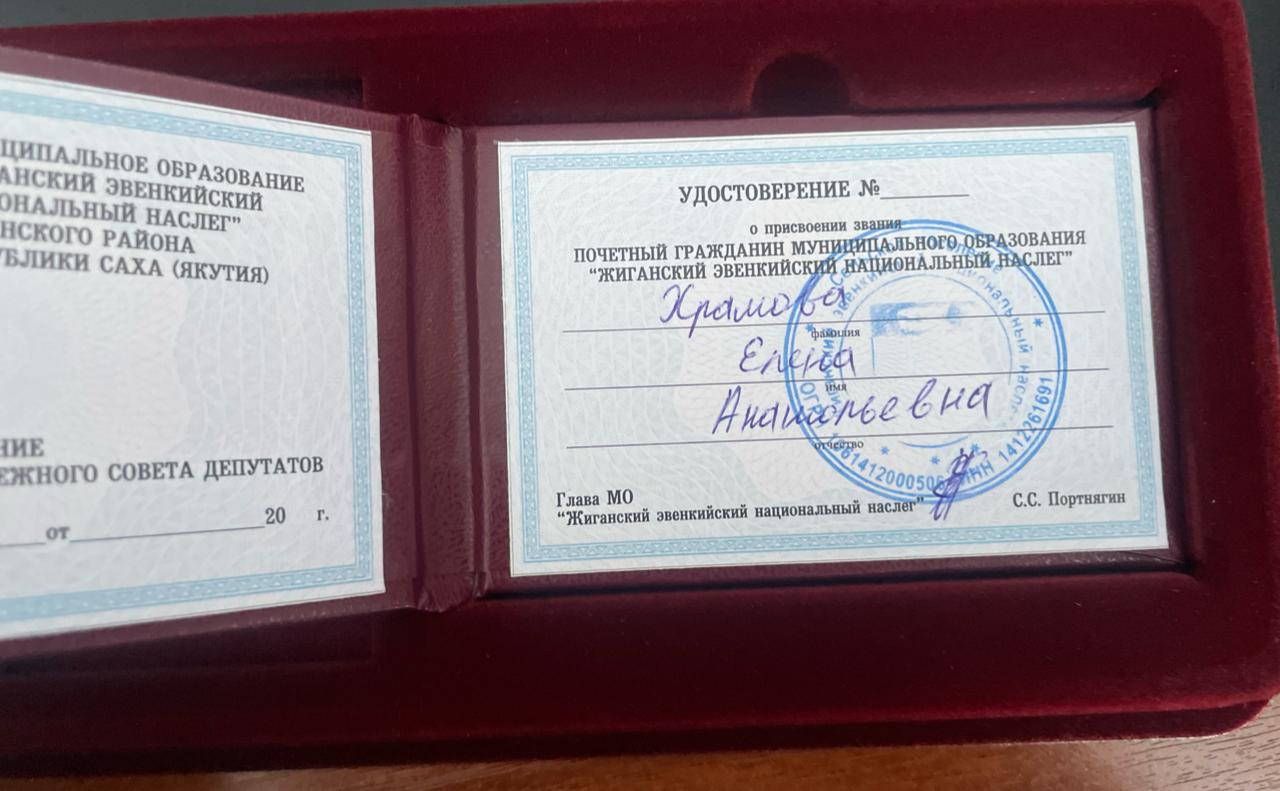 ЦИПАЛЬНОЕ ОБРАЗОВАНИЕ
АНСКИЙ ЭВЕНКИЙСКИЙ
ОНАЛЬНЫЙ НАСЛЕГ”
НСКОГО РАЙОНА
УБЛИКИ САХА (ЯКУТИЯ)
НИЕ
ЕЖНОГО СОВЕТА ДЕПУТАТОВ
от 20 г.
УДОСТОВЕРЕНИЕ №
о присвоении звания
ПОЧЕТНЫЙ ГРАЖДАНИН МУНИЦИПАЛЬНОГО ОБРАЗОВАНИЯ
“ЖИГАНСКИЙ ЭВЕНКИЙСКИЙ НАЦИОНАЛЬНЫЙ НАСЛЕГ”
Храмова
фамилия
Елена
имя
Анатольевна
отчество
Глава МО
“Жиганский эвенкийский национальный наслег”
С.С. Портнягин
ИНН 1412261691